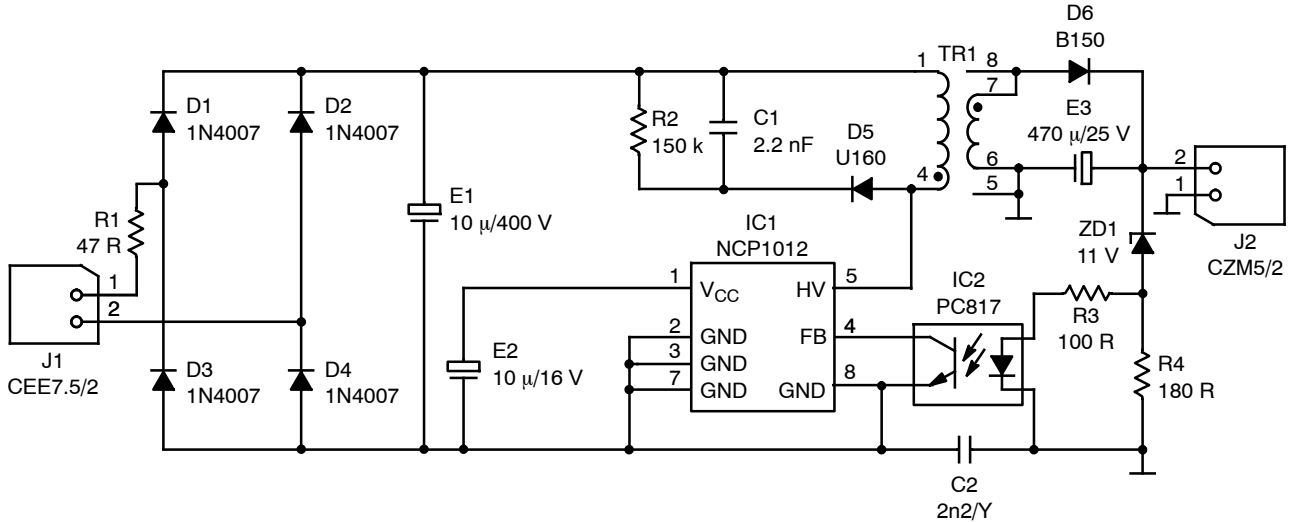 D6
B150
TR1
1
8
7
D1
1N4007
D2
1N4007
R2
150 k
C1
2.2 nF
D5
U160
E3
470 μ/25 V
4
6
5
2
1
R1
47 R
E1
10 μ/400 V
IC1
NCP1012
ZD1
11 V
J2
CZM5/2
1
2
J1
CEE7.5/2
1
VCC
HV
5
IC2
PC817
R3
100 R
2
GND
FB
4
3
GND
7
GND
GND
8
E2
10 μ/16 V
D3
1N4007
D4
1N4007
R4
180 R
C2
2n2/Y